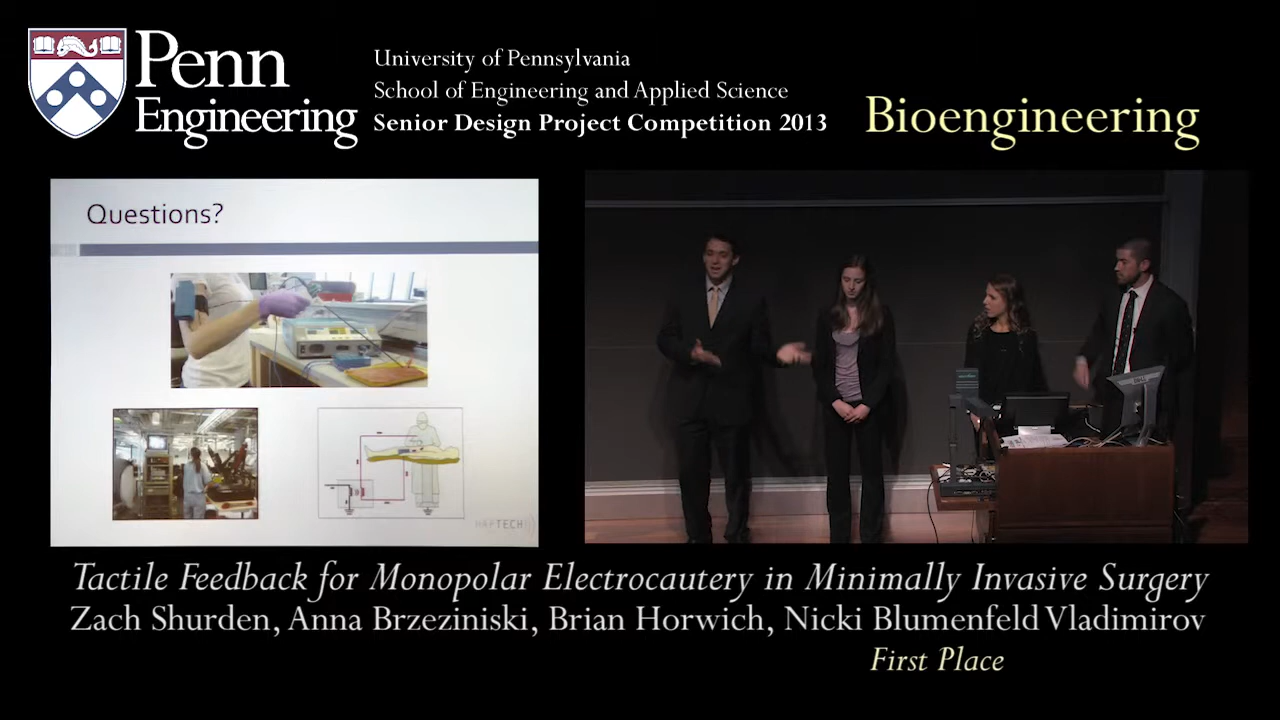 Penn
Engineering
University of Pennsylvania
School of Engineering and Applied Science
Senior Design Project Competition 2013
Bioengineering
Questions?
HAPTECH
Tactile Feedback for Monopolar Electrocautery in Minimally Invasive Surgery
Zach Shurden, Anna Brzeziniski, Brian Horwich, Nicki Blumenfeld Vladimirov
First Place